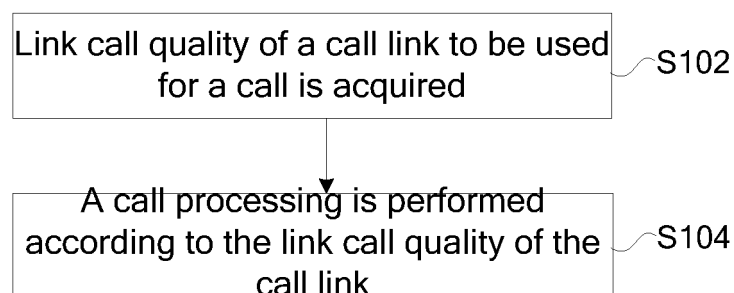 Link call quality of a call link to be used
for a call is acquired
S102
A call processing is performed
according to the link call quality of the
call link
S104